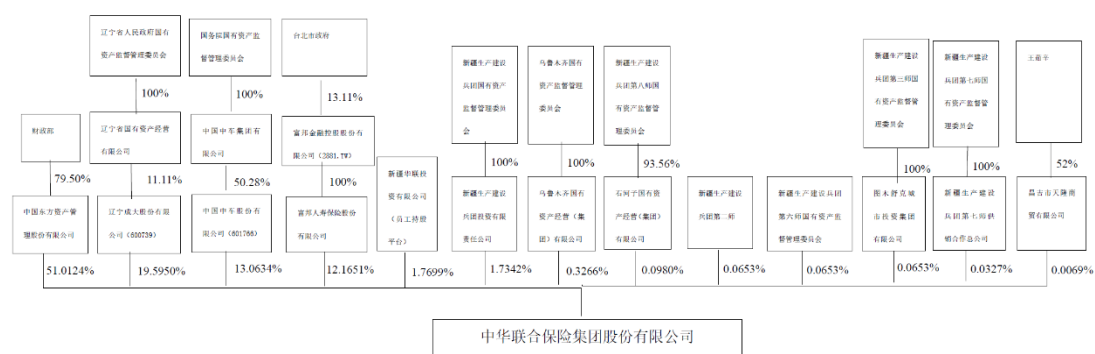 辽宁省人民政府国有
资产监督管理委员会
国务院国有资产监
督管理委员会
台北市政府
新疆生产建设
兵团国有资产
监督管理委员
会
乌鲁木齐国有
资产监督管理
委员会
新疆生产建设
兵团第八师国
有资产监督管
理委员会
新疆生产建设
兵团第三师国
有资产监督管
理委员会
新疆生产建设
兵团第七师国
有资产监督管
理委员会
100%
100%
13.11%
100%
100%
93.56%
100%
100%
52%
财政部
辽宁省国有资产经营
有限公司
中国中车集团有
限公司
富邦金融控股股份有
限公司（2881.TW）
79.50%
11.11%
50.28%
100%
中国东方资产管
理股份有限公司
辽宁成大股份有限
公司（600739）
中国中车股份有
限公司（601766）
富邦人寿保险股份
有限公司
新疆华联投
资有限公司
（员工持股
平台）
新疆生产建设
兵团投资有限
责任公司
乌鲁木齐国有
资产经营（集
团）有限公司
石河子国有资
产经营（集团）
有限公司
新疆生产建设
兵团第二师
新疆生产建设兵团
第六师国有资产监
督管理委员会
图木舒克城
市投资集团
有限公司
新疆生产建设
兵团第七师供
销合作总公司
昌吉市天隆商
贸有限公司
51.0124%
19.5950%
13.0634%
12.1651%
1.7699%
1.7342%
0.3266%
0.0980%
0.0653%
0.0653%
0.0653%
0.0327%
0.0069%
中华联合保险集团股份有限公司